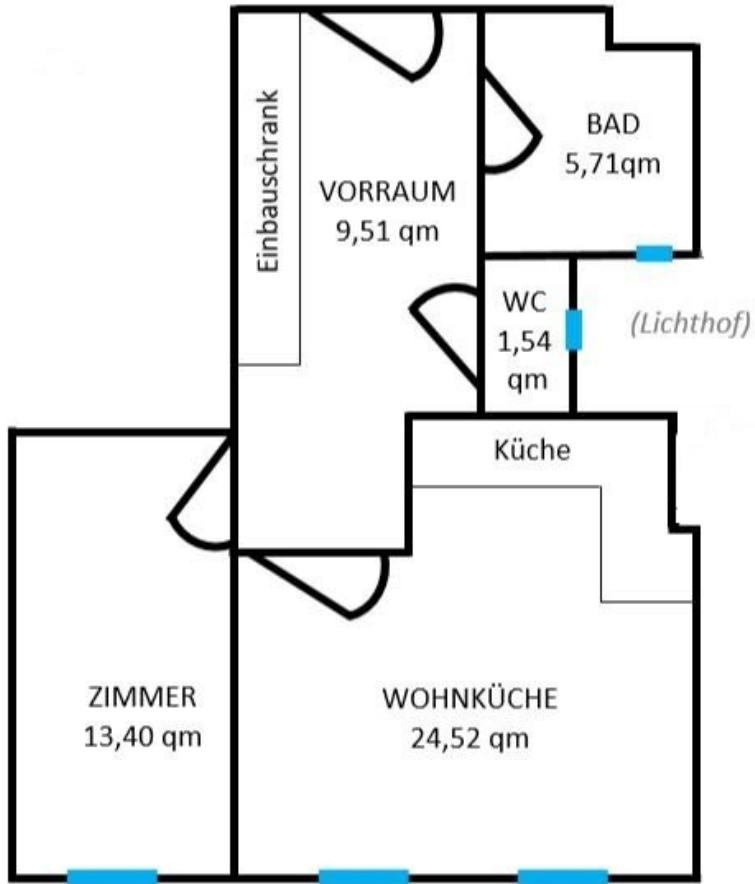 BAD
5,71qm
Einbauschrank
VORRAUM
9,51 qm
WC
1,54
qm
(Lichthof)
Küche
ZIMMER
13,40 qm
WOHNKÜCHE
24,52 qm